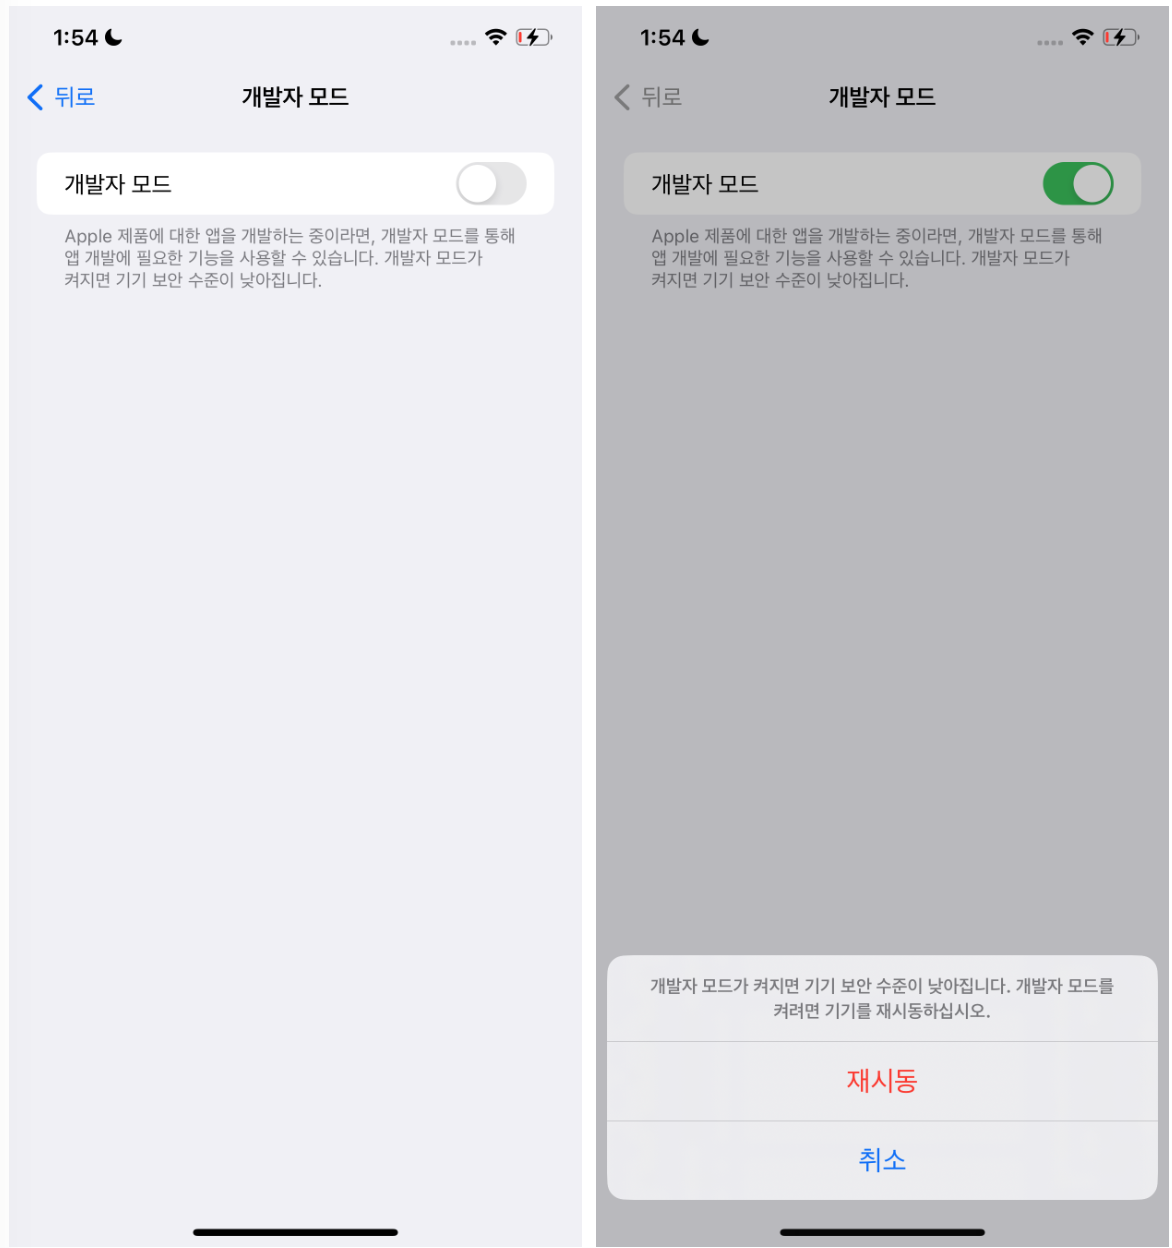 1:54
뒤로
개발자 모드
개발자 모드
Apple 제품에 대한 앱을 개발하는 중이라면, 개발자 모드를 통해
앱 개발에 필요한 기능을 사용할 수 있습니다. 개발자 모드가
켜지면 기기 보안 수준이 낮아집니다.
1:54
뒤로
개발자 모드
개발자 모드
Apple 제품에 대한 앱을 개발하는 중이라면, 개발자 모드를 통해
앱 개발에 필요한 기능을 사용할 수 있습니다. 개발자 모드가
켜지면 기기 보안 수준이 낮아집니다.
개발자 모드가 켜지면 기기 보안 수준이 낮아집니다. 개발자 모드를
켜려면 기기를 재시동하십시오.
재시동
취소